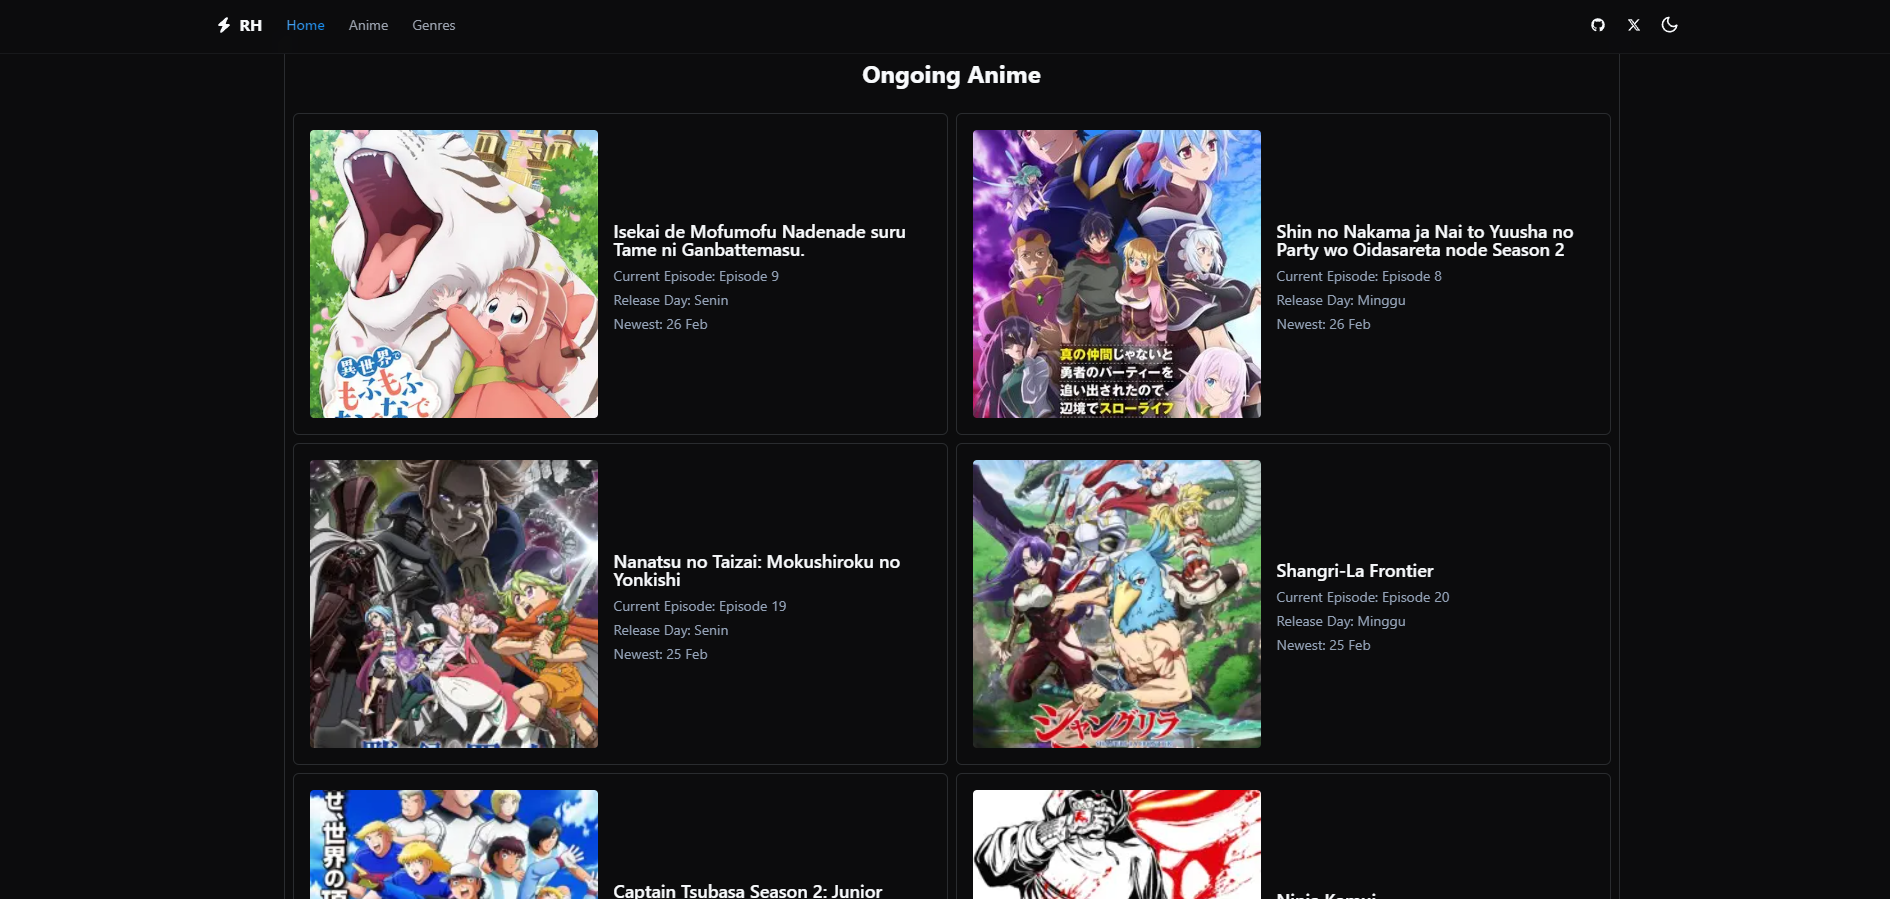 RH Home Anime Genres
Ongoing Anime
Isekai de Mofumofu Nadenade suru
Tame ni Ganbattemasu.
Current Episode: Episode 9
Release Day: Senin
Newest: 26 Feb
異世界で
もふもふ
真の仲間じゃないと
勇者のパーティーを
追い出されたので、
辺境でスローライフ
Shin no Nakama ja Nai to Yuusha no
Party wo Oidasareta node Season 2
Current Episode: Episode 8
Release Day: Minggu
Newest: 26 Feb
Nanatsu no Taizai: Mokushiroku no
Yonkishi
Current Episode: Episode 19
Release Day: Senin
Newest: 25 Feb
シャングリラ
Shangri-La Frontier
Current Episode: Episode 20
Release Day: Minggu
Newest: 25 Feb
せ、世界の
Captain Tsubasa Season 2: Junior
Ninja Kamui